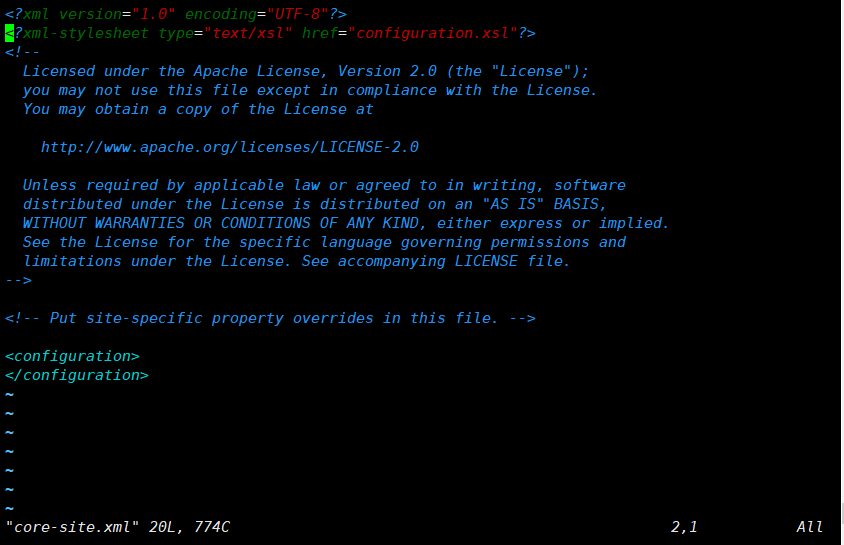 <?xml version="1.0" encoding="UTF-8"?>
<?xml-stylesheet type="text/xsl" href="configuration.xsl"?>
<!--
  Licensed under the Apache License, Version 2.0 (the "License");
  you may not use this file except in compliance with the License.
  You may obtain a copy of the License at

    http://www.apache.org/licenses/LICENSE-2.0

  Unless required by applicable law or agreed to in writing, software
  distributed under the License is distributed on an "AS IS" BASIS,
  WITHOUT WARRANTIES OR CONDITIONS OF ANY KIND, either express or implied.
  See the License for the specific language governing permissions and
  limitations under the License. See accompanying LICENSE file.
-->

<!-- Put site-specific property overrides in this file. -->

<configuration>
</configuration>
~
~
~
~
~
~
~
"core-site.xml" 20L, 774C 2,1 All